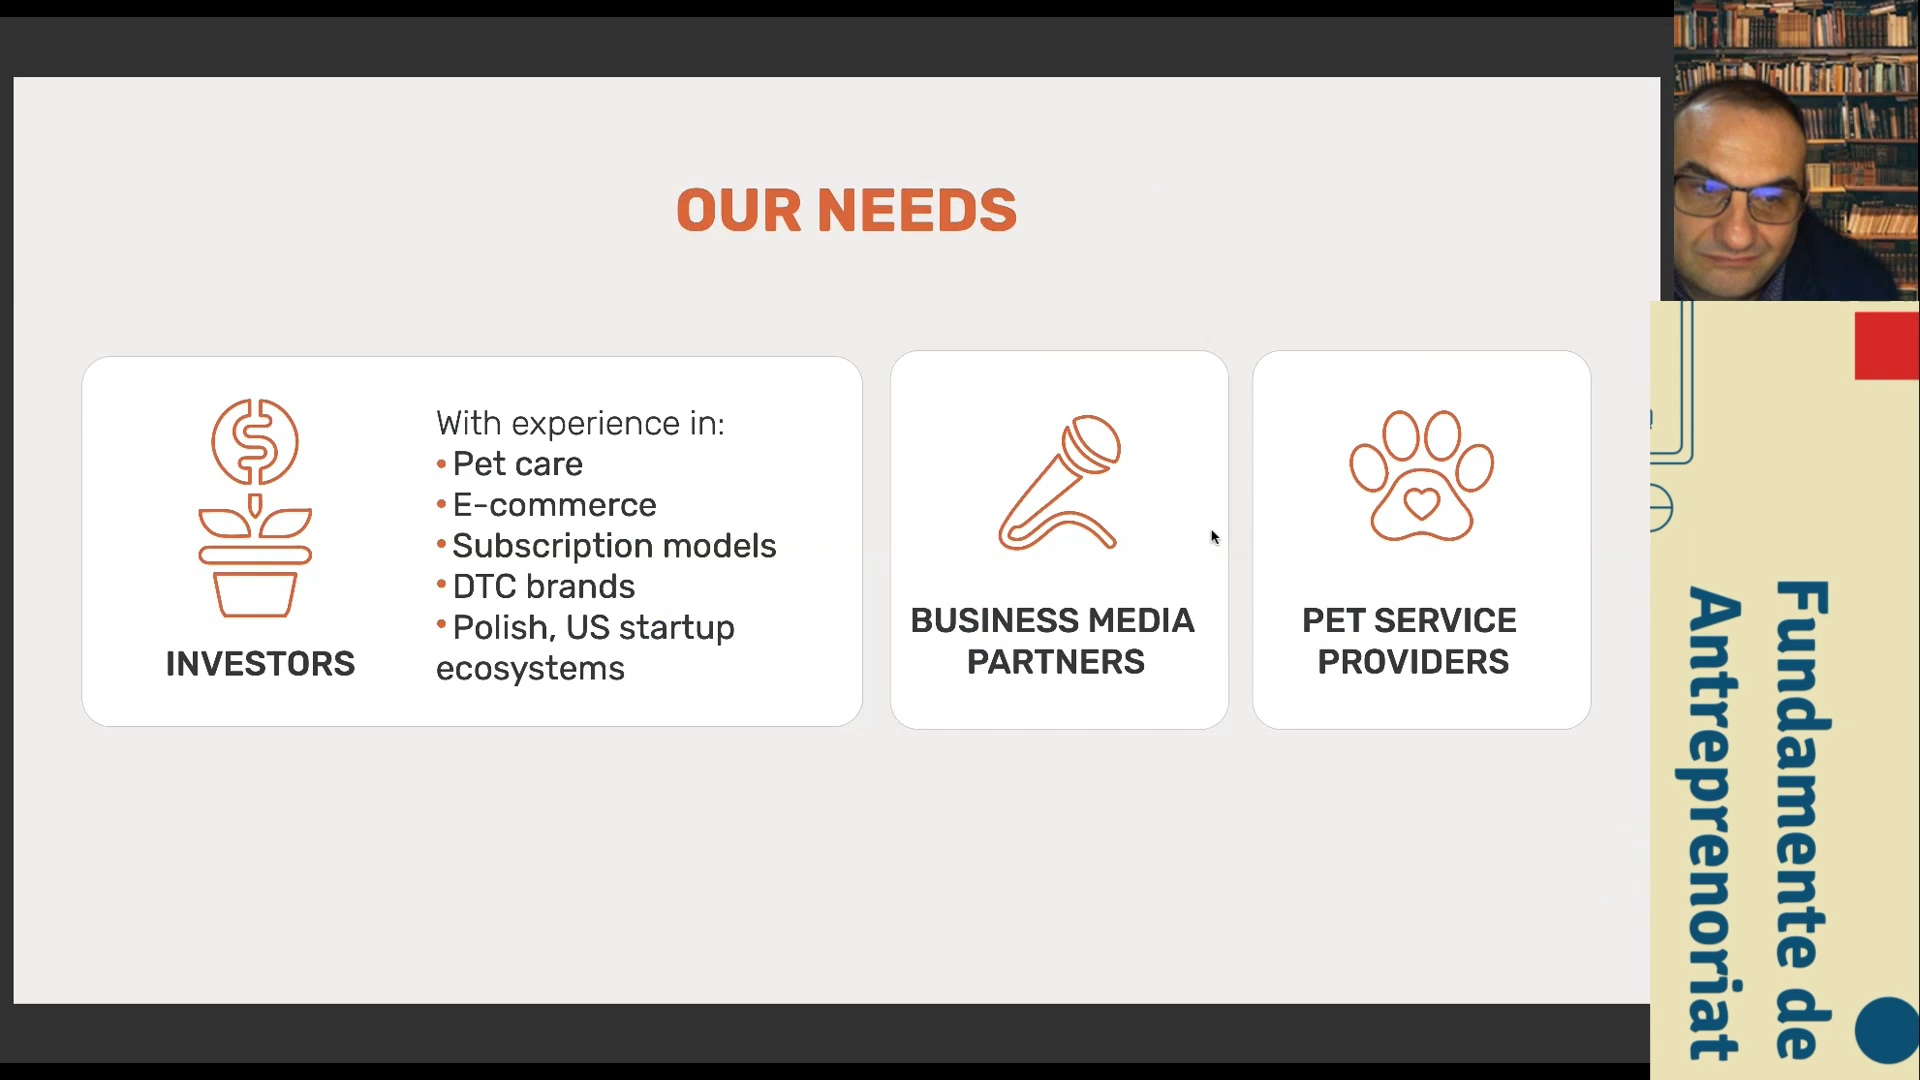 OUR NEEDS
With experience in:
• Pet care
• E-commerce
• Subscription models
• DTC brands
• Polish, US startup
ecosystems
INVESTORS
BUSINESS MEDIA
PARTNERS
PET SERVICE
PROVIDERS
Fundamente de
Antreprenoriat